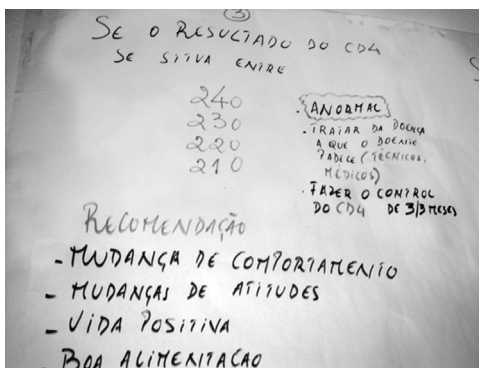 3
SE O RESULTADO DO CD4
SE SITVA ENTRE
240
230
220
210
. ANORMAL
. TRATAR DA DOENÇA
A QUE O DOENTE
PADECE (TÉCNICOS,
MÉDICOS)
. FAZER O CONTROL
DO CD4 DE 3/3 MESES
RECOMENDAÇÃO
- MUDANÇA DE COMPORTAMENTO
- MUDANÇAS DE ATITUDES
- VIDA POSITIVA
. BOA ALIMENTAÇÃO